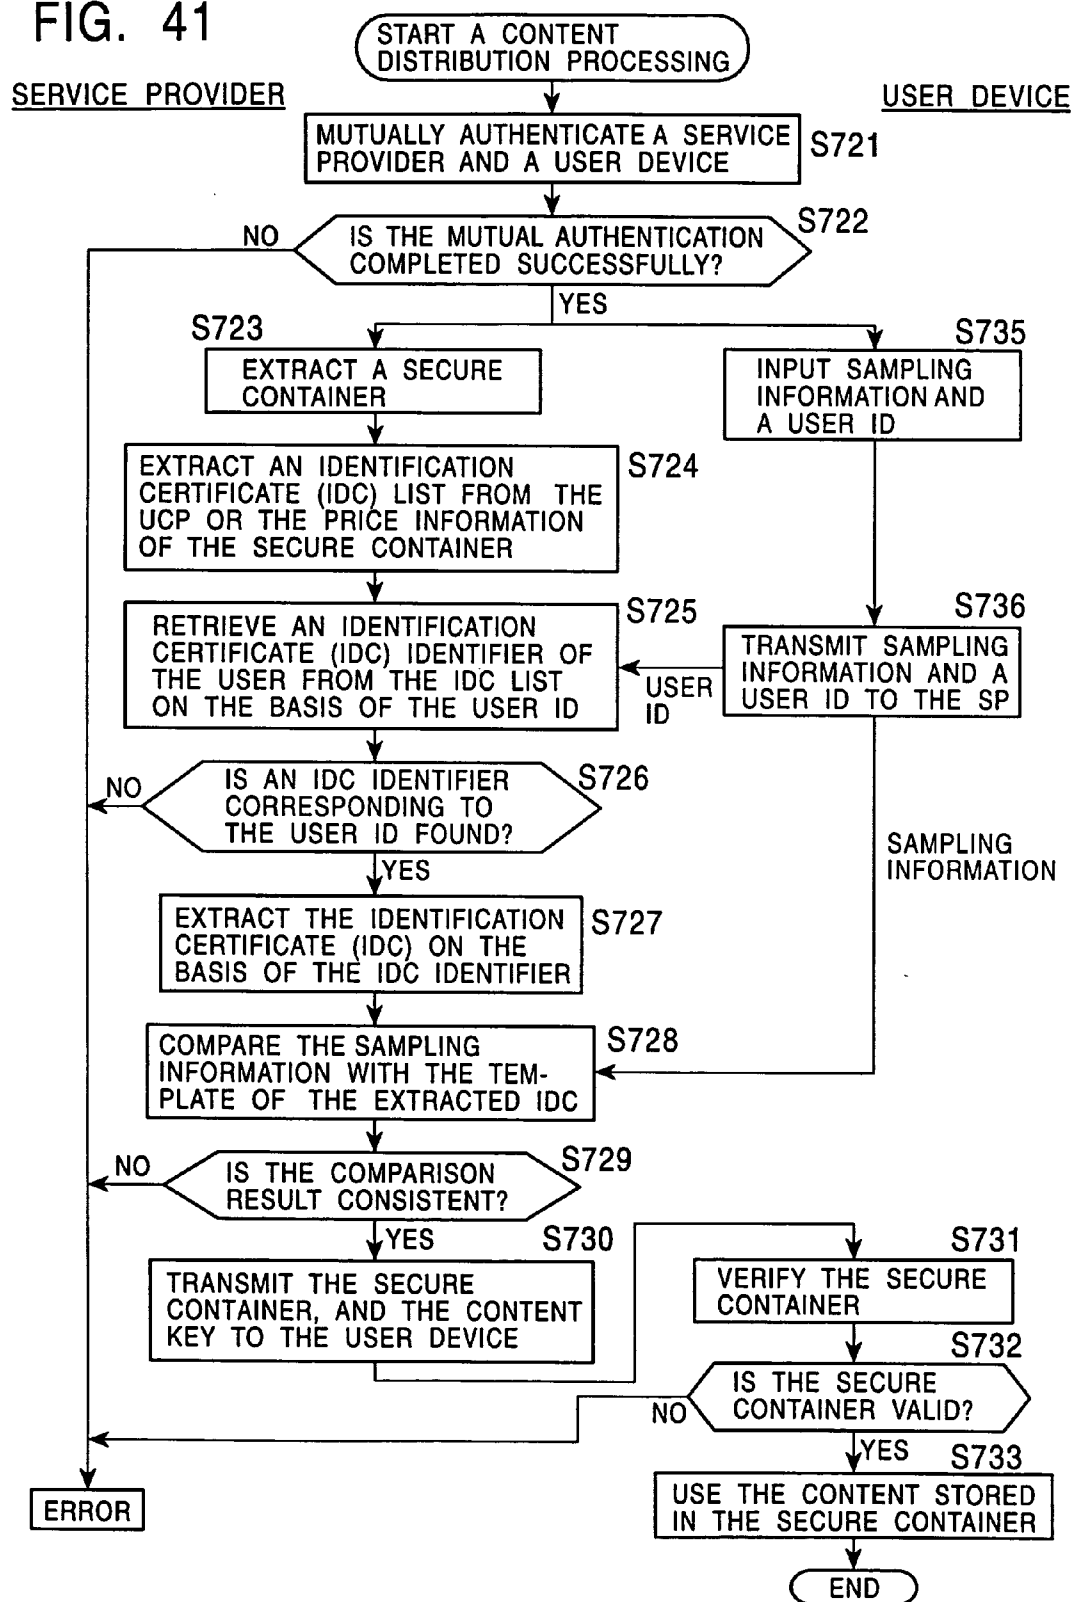 FIG. 41
START A CONTENT
DISTRIBUTION PROCESSING
SERVICE PROVIDER
USER DEVICE
MUTUALLY AUTHENTICATE A SERVICE
PROVIDER AND A USER DEVICE
S721
S722
NO
IS THE MUTUAL AUTHENTICATION
COMPLETED SUCCESSFULLY?
YES
S723
EXTRACT A SECURE
CONTAINER
S735
INPUT SAMPLING
INFORMATION AND
A USER ID
EXTRACT AN IDENTIFICATION
CERTIFICATE (IDC) LIST FROM THE
UCP OR THE PRICE INFORMATION
OF THE SECURE CONTAINER
S724
S725
RETRIEVE AN IDENTIFICATION
CERTIFICATE (IDC) IDENTIFIER OF
THE USER FROM THE IDC LIST
ON THE BASIS OF THE USER ID
S736
TRANSMIT SAMPLING
INFORMATION AND A
USER ID TO THE SP
USER
ID
S726
NO
IS AN IDC IDENTIFIER
CORRESPONDING TO
THE USER ID FOUND?
YES
SAMPLING
INFORMATION
EXTRACT THE IDENTIFICATION
CERTIFICATE (IDC) ON THE
BASIS OF THE IDC IDENTIFIER
S727
S728
COMPARE THE SAMPLING
INFORMATION WITH THE TEM-
PLATE OF THE EXTRACTED IDC
S729
NO
IS THE COMPARISON
RESULT CONSISTENT?
YES
S730
TRANSMIT THE SECURE
CONTAINER, AND THE CONTENT
KEY TO THE USER DEVICE
S731
VERIFY THE SECURE
CONTAINER
S732
IS THE SECURE
CONTAINER VALID?
NO
YES
S733
USE THE CONTENT STORED
IN THE SECURE CONTAINER
ERROR
END